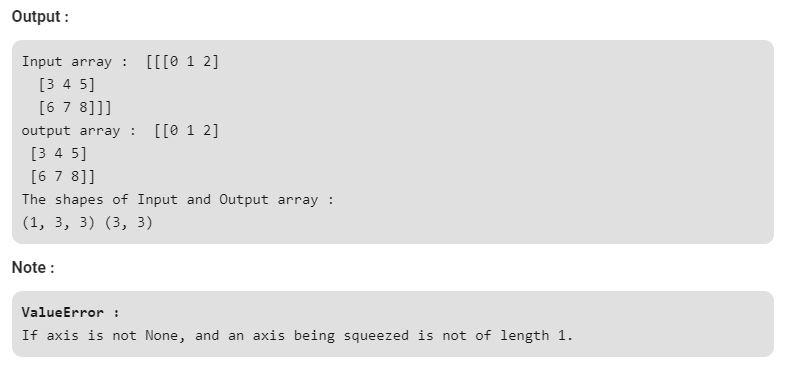 Output :
Input array :  [[[0 1 2]
  [3 4 5]
  [6 7 8]]]
output array :  [[0 1 2]
 [3 4 5]
 [6 7 8]]
The shapes of Input and Output array :
(1, 3, 3) (3, 3)
Note :
ValueError :
If axis is not None, and an axis being squeezed is not of length 1.